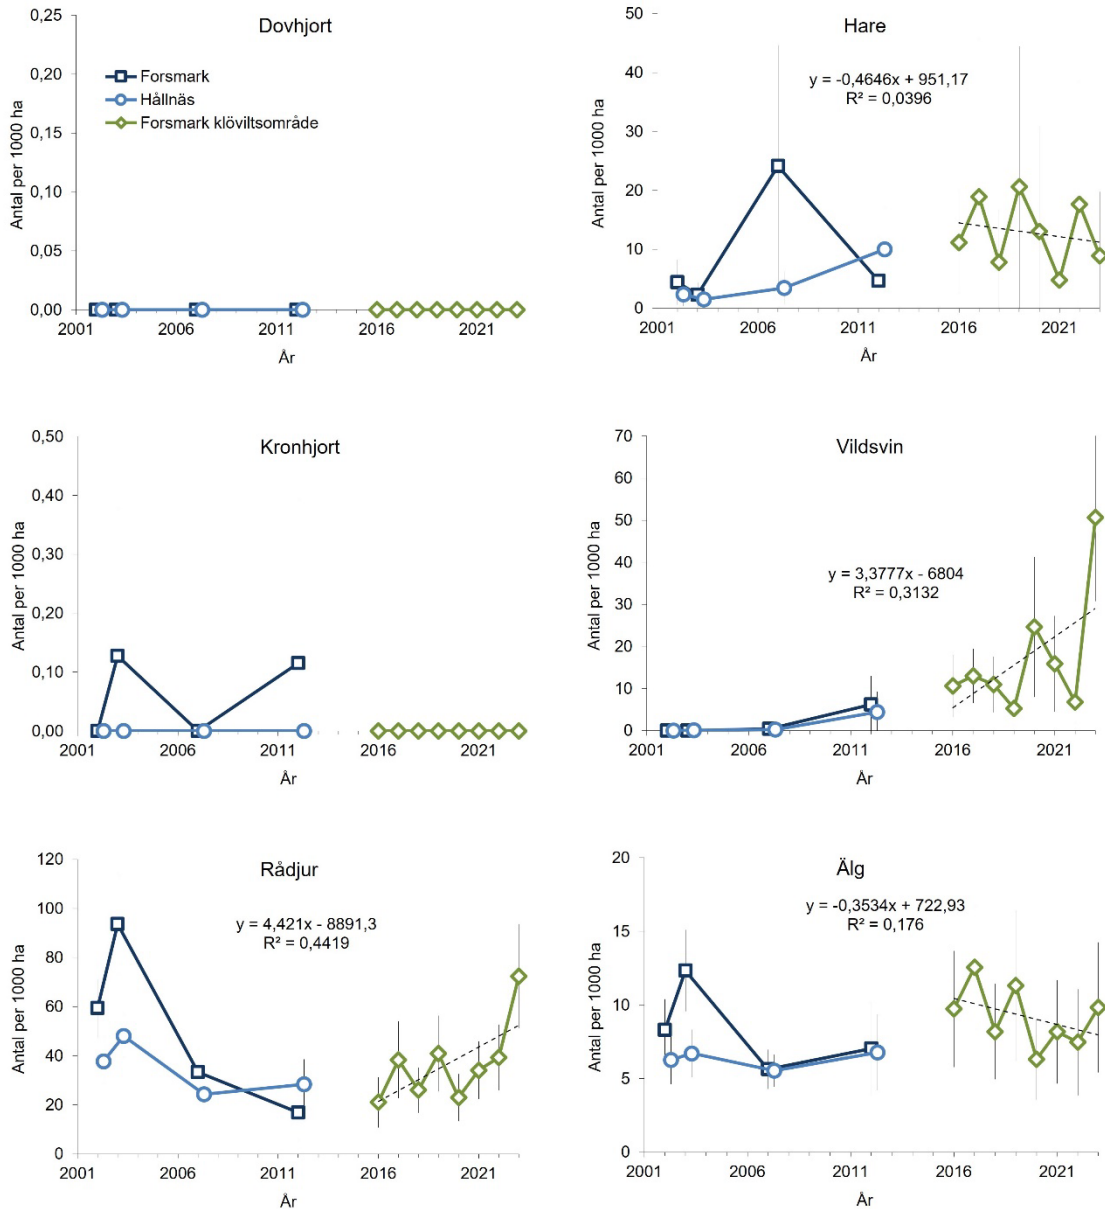 Dovhjort
Antal per 1000 ha
0,25
0,20
0,15
0,10
0,05
0,00
Forsmark
Hållnäs
Forsmark klöviltsområde
2001 2006 2011 2016 2021
År
Hare
Antal per 1000 ha
50
40
30
20
10
0
y = -0,4646x + 951,17
R² = 0,0396
2001 2006 2011 2016 2021
År
Kronhjort
Antal per 1000 ha
0,50
0,40
0,30
0,20
0,10
0,00
2001 2006 2011 2016 2021
År
Vildsvin
Antal per 1000 ha
70
60
50
40
30
20
10
0
y = 3,3777x - 6804
R² = 0,3132
2001 2006 2011 2016 2021
År
Rådjur
Antal per 1000 ha
120
100
80
60
40
20
0
y = 4,421x - 8891,3
R² = 0,4419
2001 2006 2011 2016 2021
År
Älg
Antal per 1000 ha
20
15
10
5
0
y = -0,3534x + 722,93
R² = 0,176
2001 2006 2011 2016 2021
År